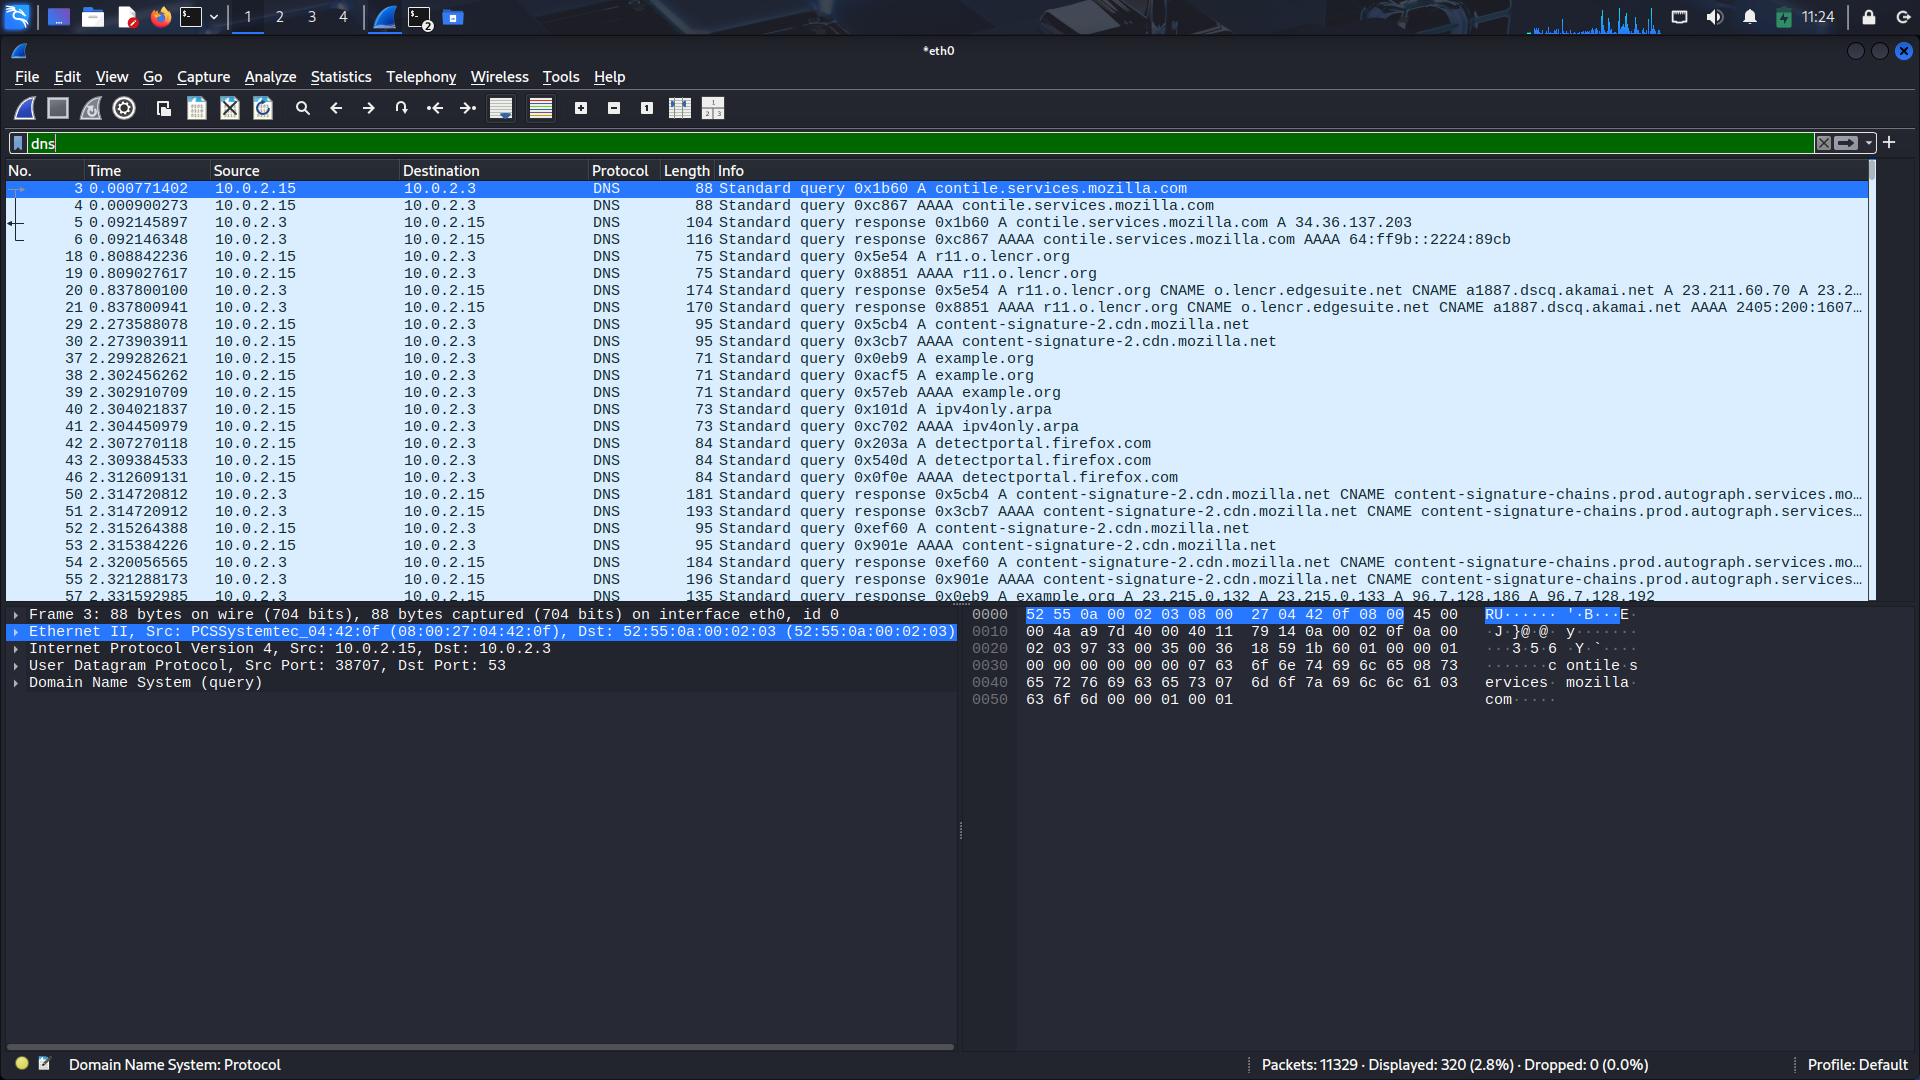 1 2 3 4 2 11:24
*eth0
File Edit View Go Capture Analyze Statistics Telephony Wireless Tools Help
dns
No. Time Source Destination Protocol Length Info
3 0.000771402 10.0.2.15 10.0.2.3 DNS 88 Standard query 0x1b60 A contile.services.mozilla.com
4 0.000900273 10.0.2.15 10.0.2.3 DNS 88 Standard query 0xc867 AAAA contile.services.mozilla.com
5 0.092145897 10.0.2.3 10.0.2.15 DNS 104 Standard query response 0x1b60 A contile.services.mozilla.com A 34.36.137.203
6 0.092146348 10.0.2.3 10.0.2.15 DNS 116 Standard query response 0xc867 AAAA contile.services.mozilla.com AAAA 64:ff9b::2224:89cb
18 0.808842236 10.0.2.15 10.0.2.3 DNS 75 Standard query 0x5e54 A r11.o.lencr.org
19 0.809027617 10.0.2.15 10.0.2.3 DNS 75 Standard query 0x8851 AAAA r11.o.lencr.org
20 0.837800100 10.0.2.3 10.0.2.15 DNS 174 Standard query response 0x5e54 A r11.o.lencr.org CNAME o.lencr.edgesuite.net CNAME a1887.dscq.akamai.net A 23.211.60.70 A 23.2…
21 0.837800941 10.0.2.3 10.0.2.15 DNS 170 Standard query response 0x8851 AAAA r11.o.lencr.org CNAME o.lencr.edgesuite.net CNAME a1887.dscq.akamai.net AAAA 2405:200:1607…
29 2.273588078 10.0.2.15 10.0.2.3 DNS 95 Standard query 0x5cb4 A content-signature-2.cdn.mozilla.net
30 2.273903911 10.0.2.15 10.0.2.3 DNS 95 Standard query 0x3cb7 AAAA content-signature-2.cdn.mozilla.net
37 2.299282621 10.0.2.15 10.0.2.3 DNS 71 Standard query 0x0eb9 A example.org
38 2.302456262 10.0.2.15 10.0.2.3 DNS 71 Standard query 0xacf5 A example.org
39 2.302910709 10.0.2.15 10.0.2.3 DNS 71 Standard query 0x57eb AAAA example.org
40 2.304021837 10.0.2.15 10.0.2.3 DNS 73 Standard query 0x101d A ipv4only.arpa
41 2.304450979 10.0.2.15 10.0.2.3 DNS 73 Standard query 0xc702 AAAA ipv4only.arpa
42 2.307270118 10.0.2.15 10.0.2.3 DNS 84 Standard query 0x203a A detectportal.firefox.com
43 2.309384533 10.0.2.15 10.0.2.3 DNS 84 Standard query 0x540d A detectportal.firefox.com
46 2.312609131 10.0.2.15 10.0.2.3 DNS 84 Standard query 0x0f0e AAAA detectportal.firefox.com
50 2.314720812 10.0.2.3 10.0.2.15 DNS 181 Standard query response 0x5cb4 A content-signature-2.cdn.mozilla.net CNAME content-signature-chains.prod.autograph.services.mo…
51 2.314720912 10.0.2.3 10.0.2.15 DNS 193 Standard query response 0x3cb7 AAAA content-signature-2.cdn.mozilla.net CNAME content-signature-chains.prod.autograph.services…
52 2.315264388 10.0.2.15 10.0.2.3 DNS 95 Standard query 0xef60 A content-signature-2.cdn.mozilla.net
53 2.315384226 10.0.2.15 10.0.2.3 DNS 95 Standard query 0x901e AAAA content-signature-2.cdn.mozilla.net
54 2.320056565 10.0.2.3 10.0.2.15 DNS 184 Standard query response 0xef60 A content-signature-2.cdn.mozilla.net CNAME content-signature-chains.prod.autograph.services.mo…
55 2.321288173 10.0.2.3 10.0.2.15 DNS 196 Standard query response 0x901e AAAA content-signature-2.cdn.mozilla.net CNAME content-signature-chains.prod.autograph.services…
57 2.331592985 10.0.2.3 10.0.2.15 DNS 135 Standard query response 0x0eb9 A example.org A 23.215.0.132 A 23.215.0.133 A 96.7.128.186 A 96.7.128.192
Frame 3: 88 bytes on wire (704 bits), 88 bytes captured (704 bits) on interface eth0, id 0
Ethernet II, Src: PCSSystemtec_04:42:0f (08:00:27:04:42:0f), Dst: 52:55:0a:00:02:03 (52:55:0a:00:02:03)
Internet Protocol Version 4, Src: 10.0.2.15, Dst: 10.0.2.3
User Datagram Protocol, Src Port: 38707, Dst Port: 53
Domain Name System (query)
0000 52 55 0a 00 02 03 08 00 27 04 42 0f 08 00 45 00 RU······ '·B···E·
0010 00 4a a9 7d 40 00 40 11 79 14 0a 00 02 0f 0a 00 ·J·}@·@· y·······
0020 02 03 97 33 00 35 00 36 18 59 1b 60 01 00 00 01 ···3·5·6 ·Y·`····
0030 00 00 00 00 00 00 07 63 6f 6e 74 69 6c 65 08 73 ·······c ontile·s
0040 65 72 76 69 63 65 73 07 6d 6f 7a 69 6c 6c 61 03 ervices· mozilla·
0050 63 6f 6d 00 00 01 00 01 com·····
Domain Name System: Protocol
Packets: 11329 · Displayed: 320 (2.8%) · Dropped: 0 (0.0%)
Profile: Default